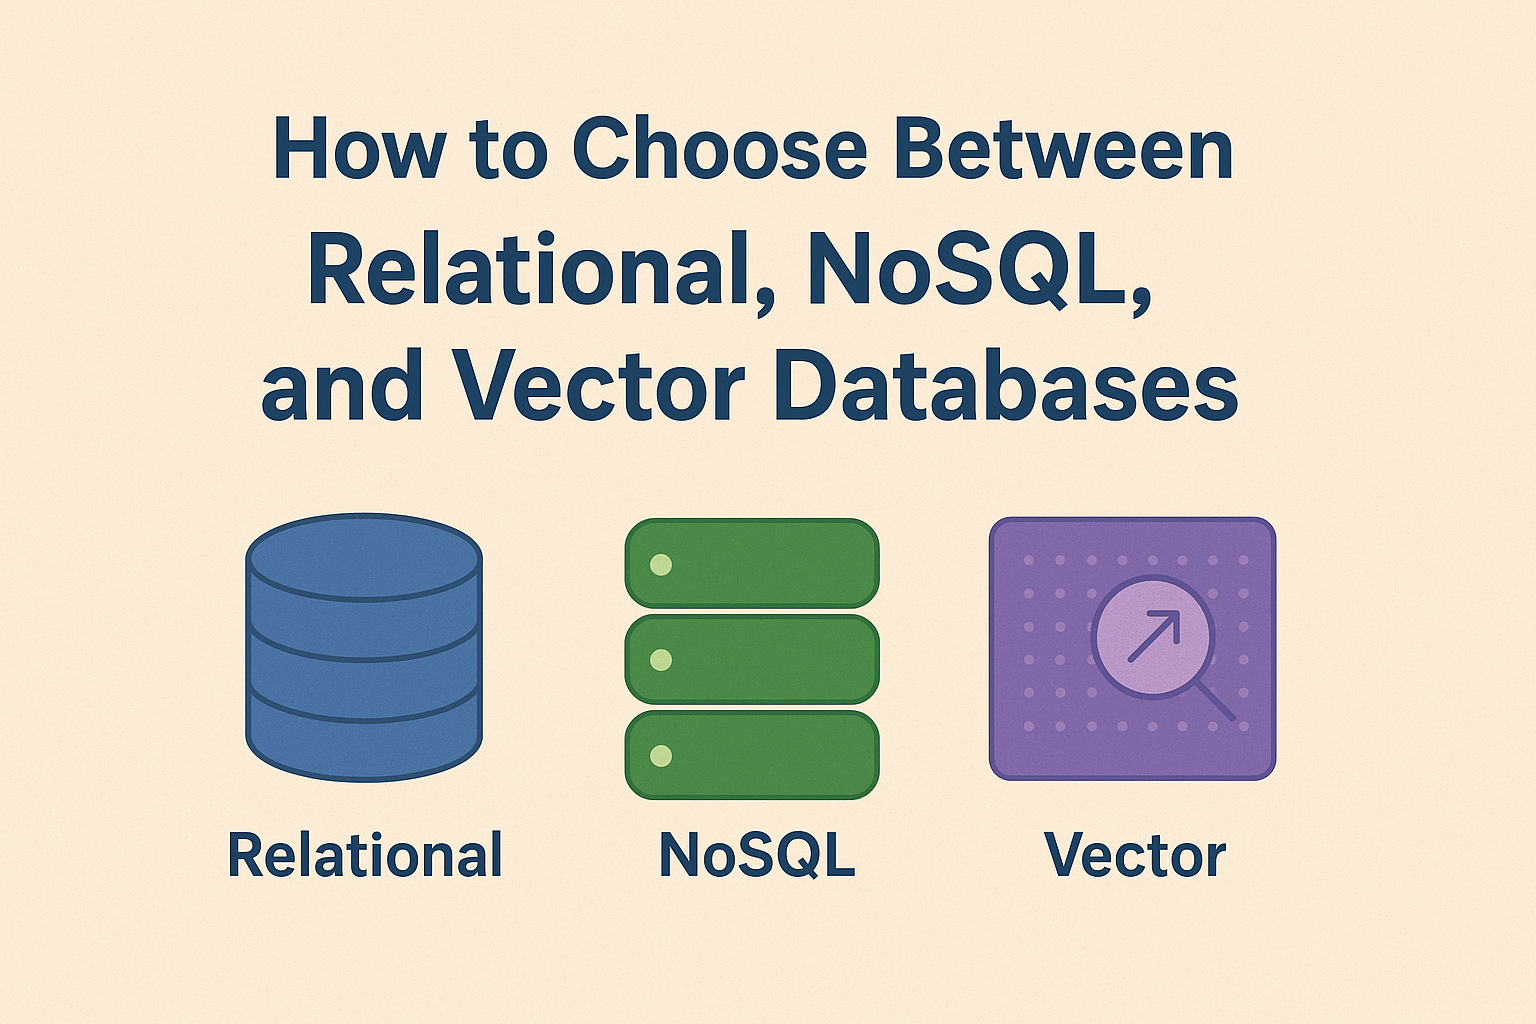 How to Choose Between
Relational, NoSQL,
and Vector Databases
Relational
NoSQL
Vector